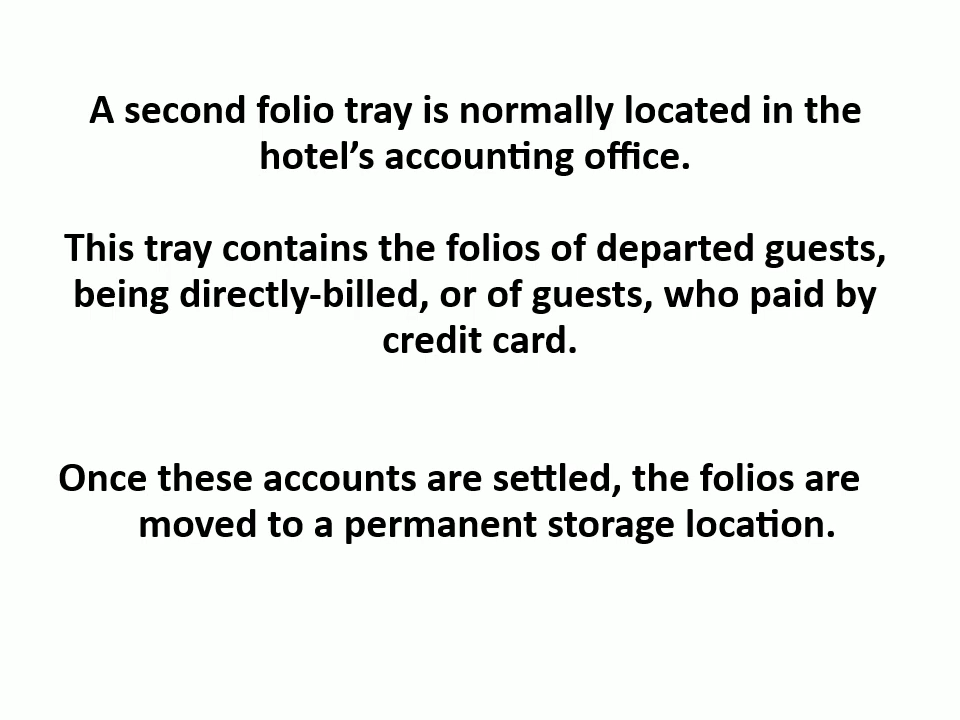 A second folio tray is normally located in the
hotel’s accounting office.
This tray contains the folios of departed guests,
being directly-billed, or of guests, who paid by
credit card.
Once these accounts are settled, the folios are
moved to a permanent storage location.